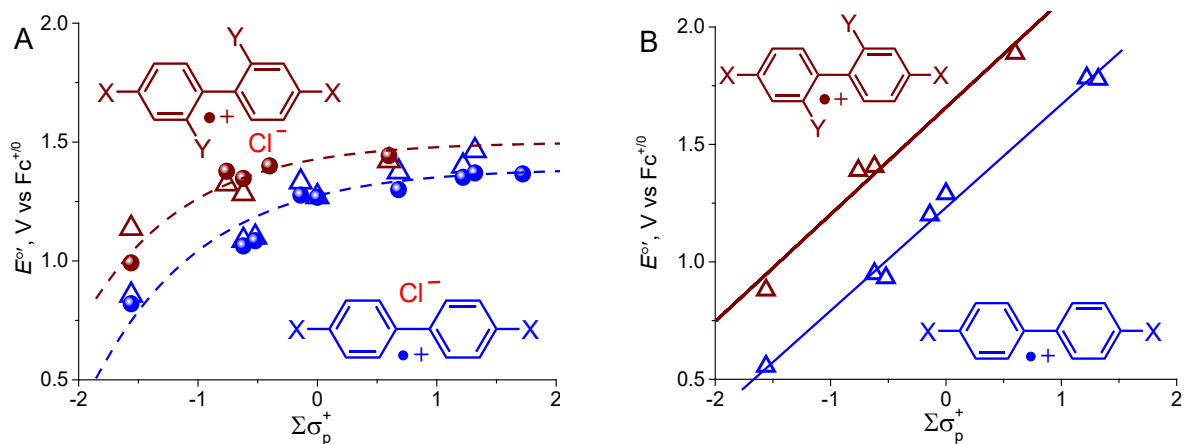 A
2.0
1.5
1.0
0.5
-2
-1
0
1
2
E°′, V vs Fc⁺/⁰
Σσₚ⁺
Y
X
X
Y
•+
Cl⁻
Cl⁻
X
X
•+
B
2.0
1.5
1.0
0.5
-2
-1
0
1
2
E°′, V vs Fc⁺/⁰
Σσₚ⁺
Y
X
X
•+
Y
X
X
•+